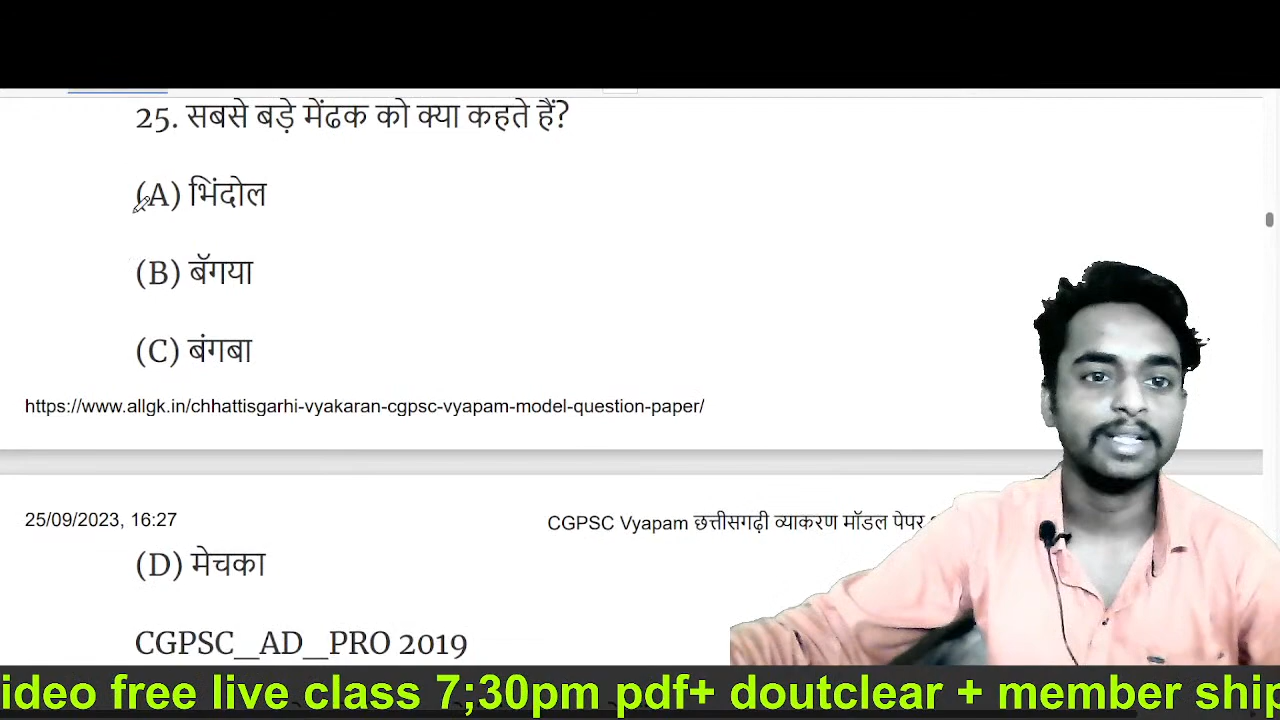 25. सबसे बड़े मेंढक को क्या कहते हैं?
(A) भिंदोल
(B) बॅगया
(C) बंगबा
https://www.allgk.in/chhattisgarhi-vyakaran-cgpsc-vyapam-model-question-paper/
25/09/2023, 16:27
CGPSC Vyapam छत्तीसगढ़ी व्याकरण मॉडल पेपर
(D) मेचका
CGPSC_AD_PRO 2019
ideo free live class 7;30pm pdf+ doutclear + member ship